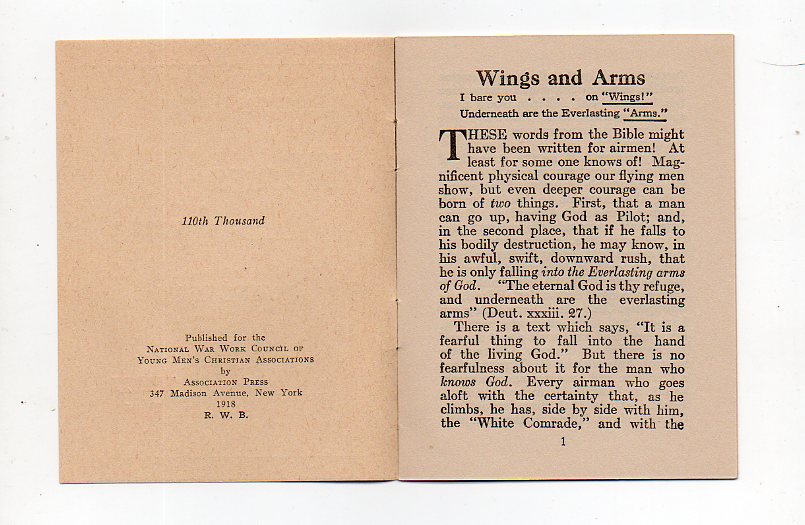 110th Thousand
Published for the
National War Work Council of
Young Men's Christian Associations
by
Association Press
347 Madison Avenue, New York
1918
R. W. B.
Wings and Arms
I bare you . . . . on "Wings!"
Underneath are the Everlasting "Arms."
THESE words from the Bible might
have been written for airmen! At
least for some one knows of! Mag-
nificent physical courage our flying men
show, but even deeper courage can be
born of two things. First, that a man
can go up, having God as Pilot; and,
in the second place, that if he falls to
his bodily destruction, he may know, in
his awful, swift, downward rush, that
he is only falling into the Everlasting arms
of God. "The eternal God is thy refuge,
and underneath are the everlasting
arms" (Deut. xxxiii. 27.)
There is a text which says, "It is a
fearful thing to fall into the hand
of the living God." But there is no
fearfulness about it for the man who
knows God. Every airman who goes
aloft with the certainty that, as he
climbs, he has, side by side with him,
the "White Comrade," and with the
1